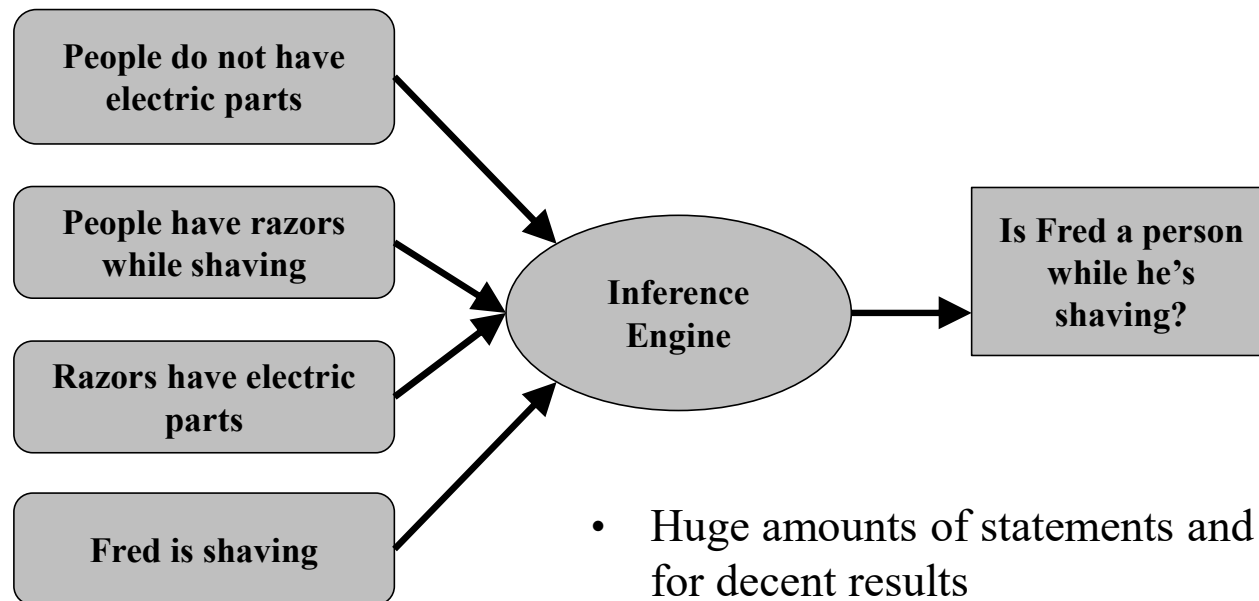 People do not have
electric parts
People have razors
while shaving
Razors have electric
parts
Fred is shaving
Inference
Engine
Is Fred a person
while he’s
shaving?
• Huge amounts of statements and
for decent results